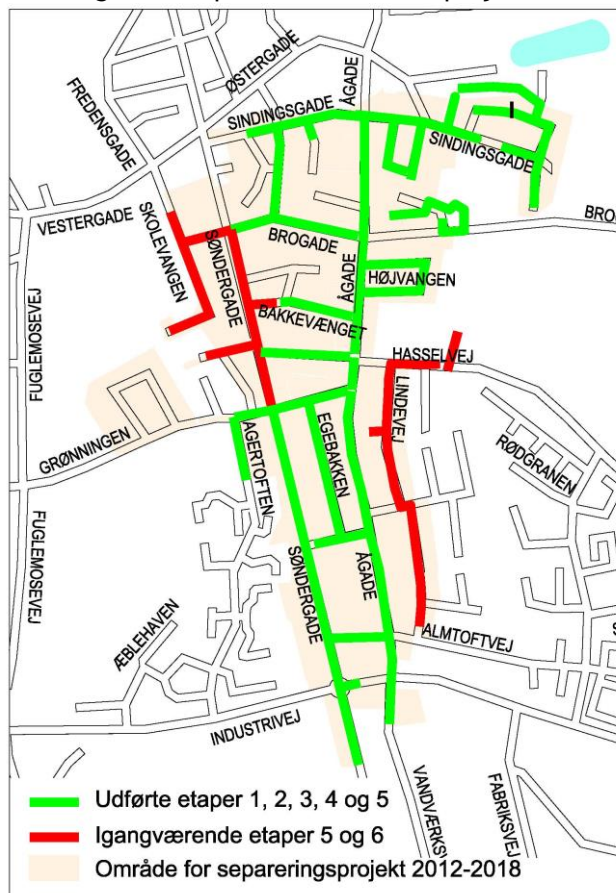 ØSTERGADE
FREDENSGADE
ÅGADE
SINDINGSGADE
SINDINGSGADE
VESTERGADE
SKOLEVANGEN
SØNDERGADE
BROGADE
BRO
ÅGADE
HØJVANGEN
BAKKEVÆNGET
FUGLEMOSEVEJ
HASSELVEJ
LINDEVEJ
GRØNNINGEN
AGERTOFTEN
EGEBAKKEN
RØDGRANEN
FUGLEMOSEVEJ
SØNDERGADE
ÅGADE
ÆBLEHAVEN
ALMTOFTVEJ
S
INDUSTRIVEJ
VANDVÆRKS
FABRIKSVEJ
Udførte etaper 1, 2, 3, 4 og 5
Igangværende etaper 5 og 6
Område for separeringsprojekt 2012-2018